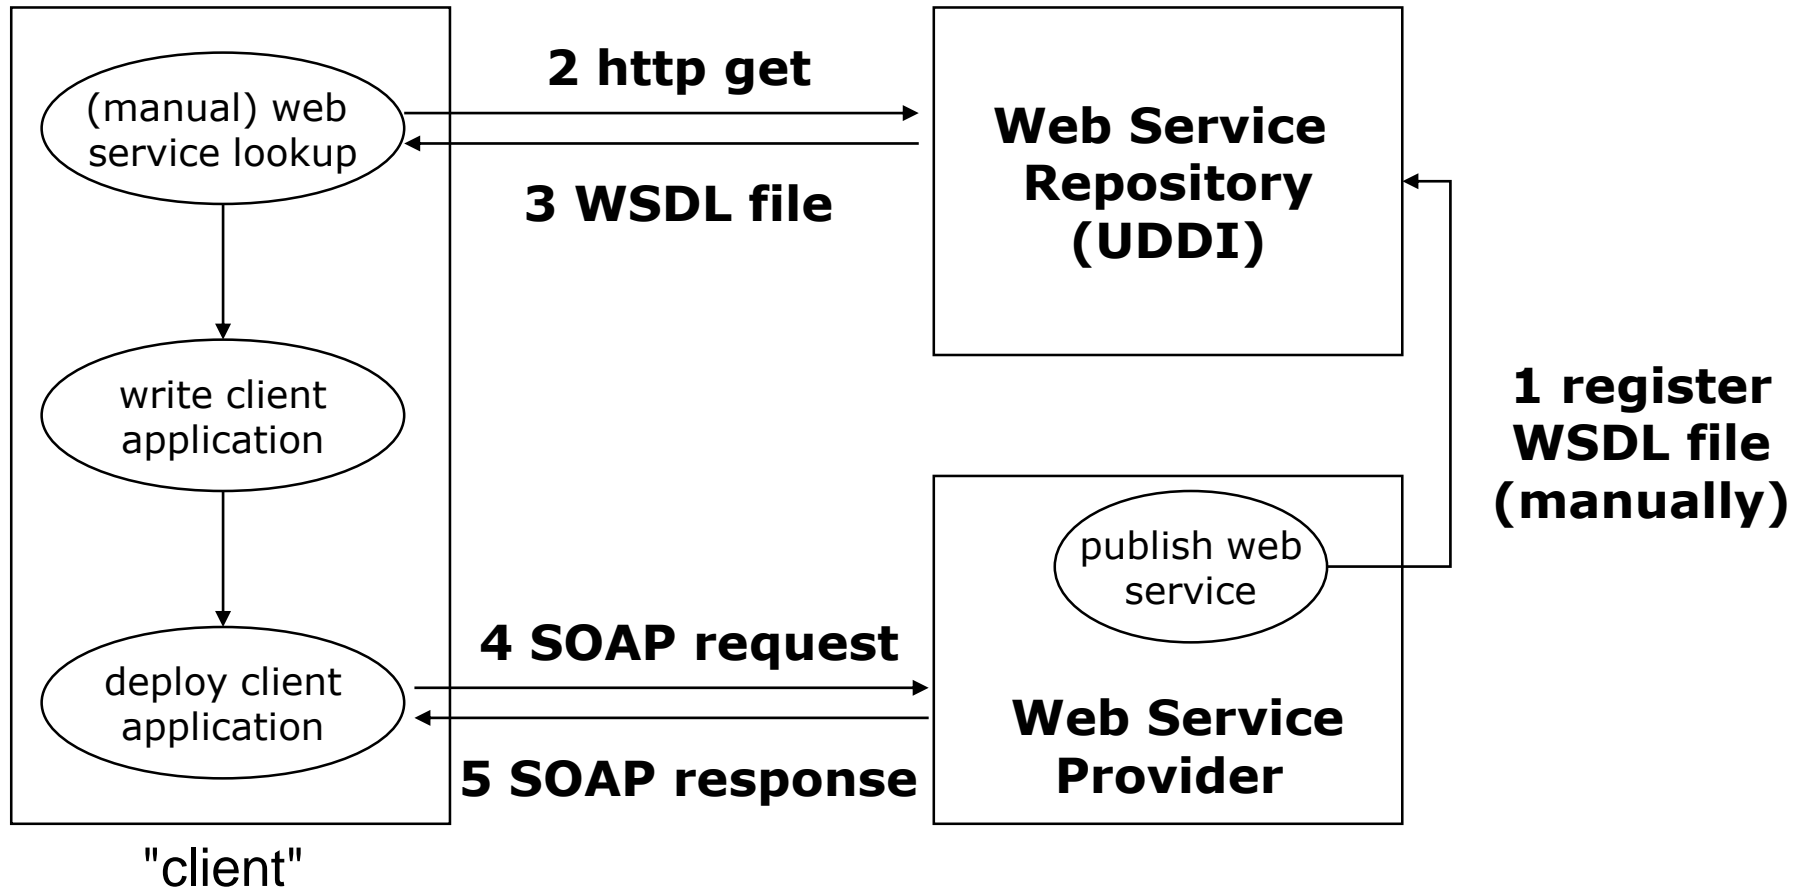 (manual) web
service lookup
write client
application
deploy client
application
"client"
2 http get
3 WSDL file
4 SOAP request
5 SOAP response
Web Service
Repository
(UDDI)
publish web
service
Web Service
Provider
1 register
WSDL file
(manually)